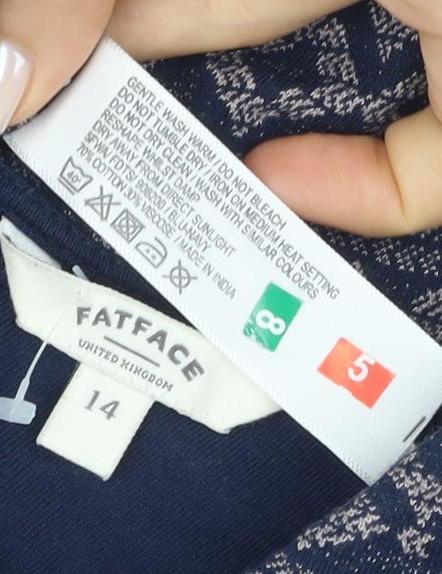 GENTLE WASH WARM / DO NOT BLEACH
DO NOT TUMBLE DRY / IRON ON MEDIUM HEAT SETTING
DO NOT DRY CLEAN / WASH WITH SIMILAR COLOURS
RESHAPE WHILST DAMP
DRY AWAY FROM DIRECT SUNLIGHT
/ BLU-NAVY
COTTON 30% / MADE IN INDIA
40°
8
5
FATFACE
UNITED KINGDOM
14